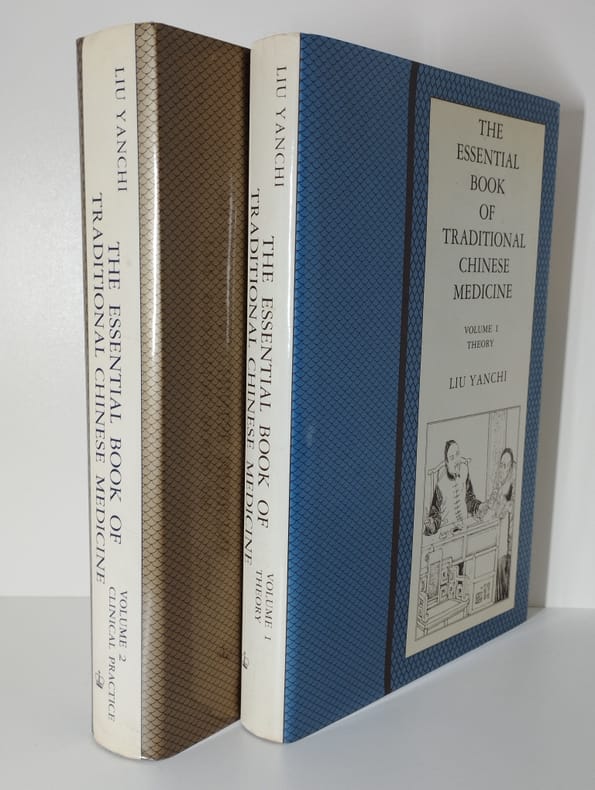 LIU YANCHI
THE ESSENTIAL BOOK OF
TRADITIONAL CHINESE MEDICINE
VOLUME 2
CLINICAL PRACTICE
LIU YANCHI
THE ESSENTIAL BOOK OF
TRADITIONAL CHINESE MEDICINE
VOLUME 1
THEORY
THE
ESSENTIAL
BOOK
OF
TRADITIONAL
CHINESE
MEDICINE
VOLUME 1
THEORY
LIU YANCHI